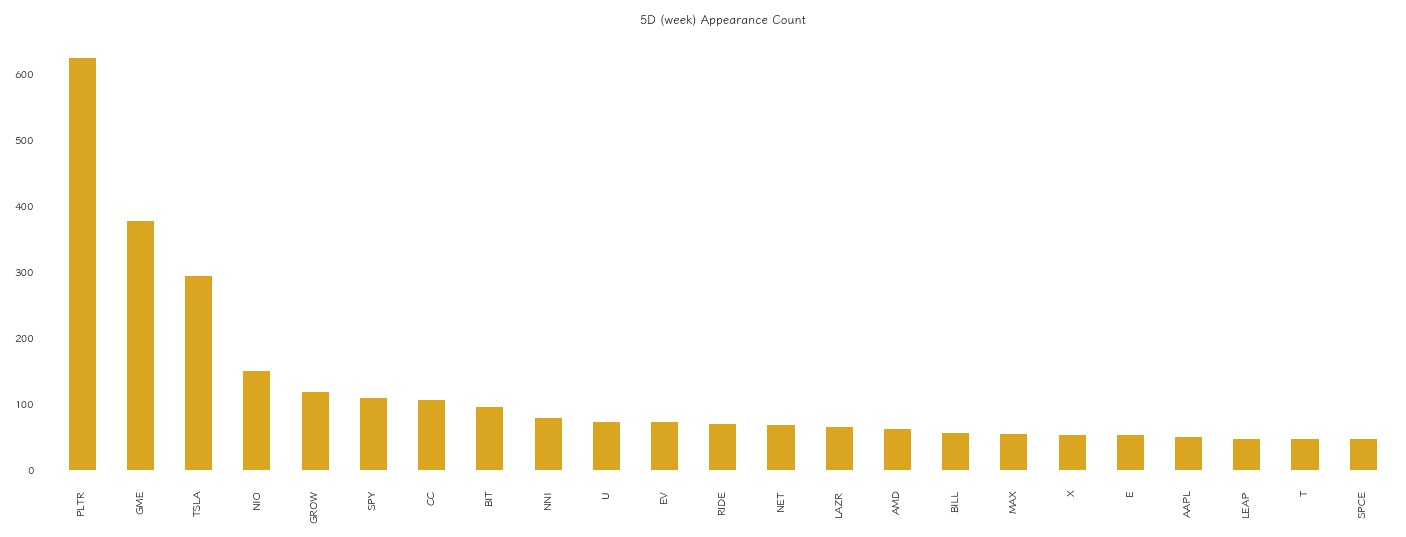 5D (week) Appearance Count
600
500
400
300
200
100
0
PLTR
GME
TSLA
NIO
GROW
SPY
CC
BIT
NNI
U
EV
RIDE
NET
LAZR
AMD
BILL
MAX
X
E
AAPL
LEAP
T
SPCE